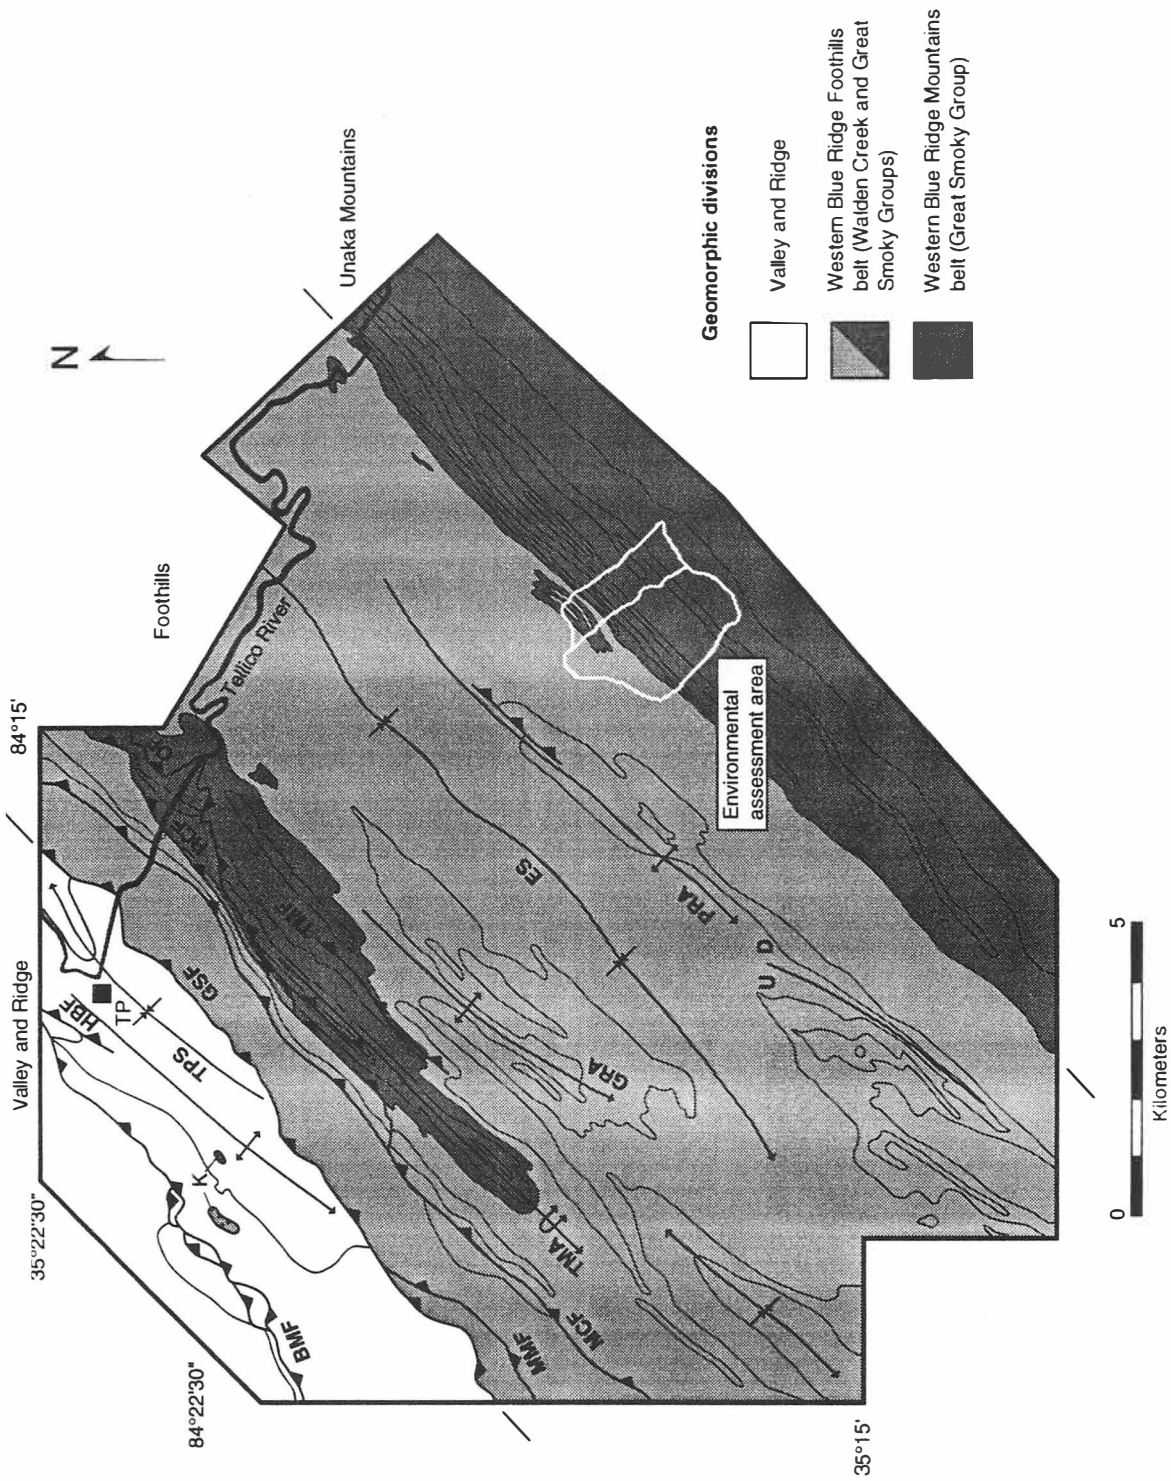 N
Unaka Mountains
Foothills
Valley and Ridge
84°15'
35°22'30"
84°22'30"
35°15'
Tellico River
HBF
TP
TPS
GSF
K
BMF
MMF
MCF
TMA
GRA
ES
PRA
U
D
Environmental
assessment area
Geomorphic divisions
Valley and Ridge
Western Blue Ridge Foothills
belt (Walden Creek and Great
Smoky Groups)
Western Blue Ridge Mountains
belt (Great Smoky Group)
0
5
Kilometers